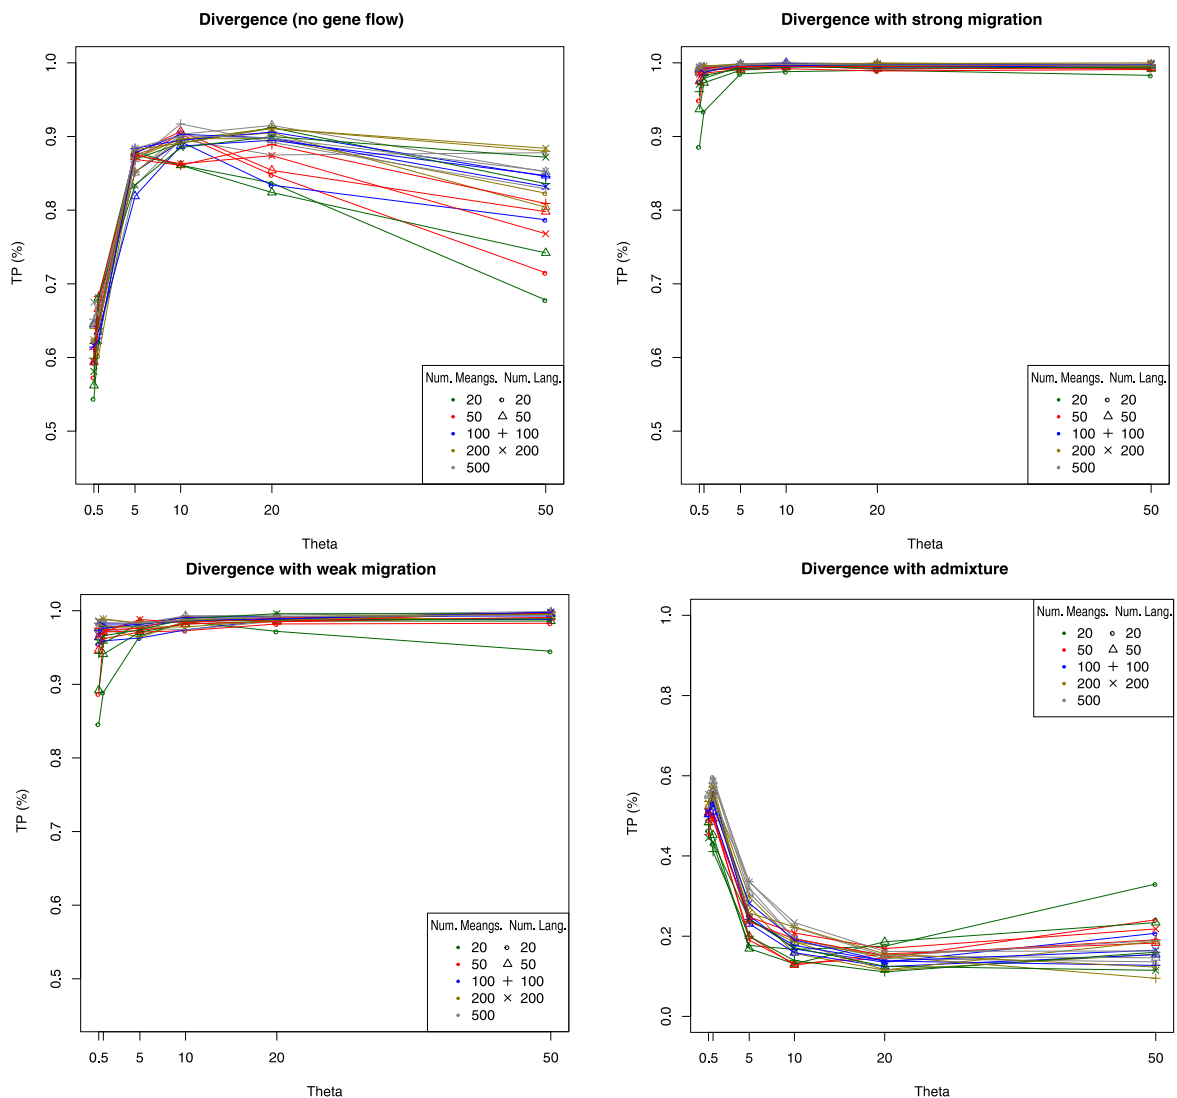 Divergence (no gene flow)
TP (%)
1.0
0.9
0.8
0.7
0.6
0.5
Num. Meangs. Num. Lang.
20 20
50 50
100 100
200 200
500
0.5 5 10 20 50
Theta
Divergence with strong migration
TP (%)
1.0
0.9
0.8
0.7
0.6
0.5
Num. Meangs. Num. Lang.
20 20
50 50
100 100
200 200
500
0.5 5 10 20 50
Theta
Divergence with weak migration
TP (%)
1.0
0.9
0.8
0.7
0.6
0.5
Num. Meangs. Num. Lang.
20 20
50 50
100 100
200 200
500
0.5 5 10 20 50
Theta
Divergence with admixture
TP (%)
1.0
0.8
0.6
0.4
0.2
0.0
Num. Meangs. Num. Lang.
20 20
50 50
100 100
200 200
500
0.5 5 10 20 50
Theta